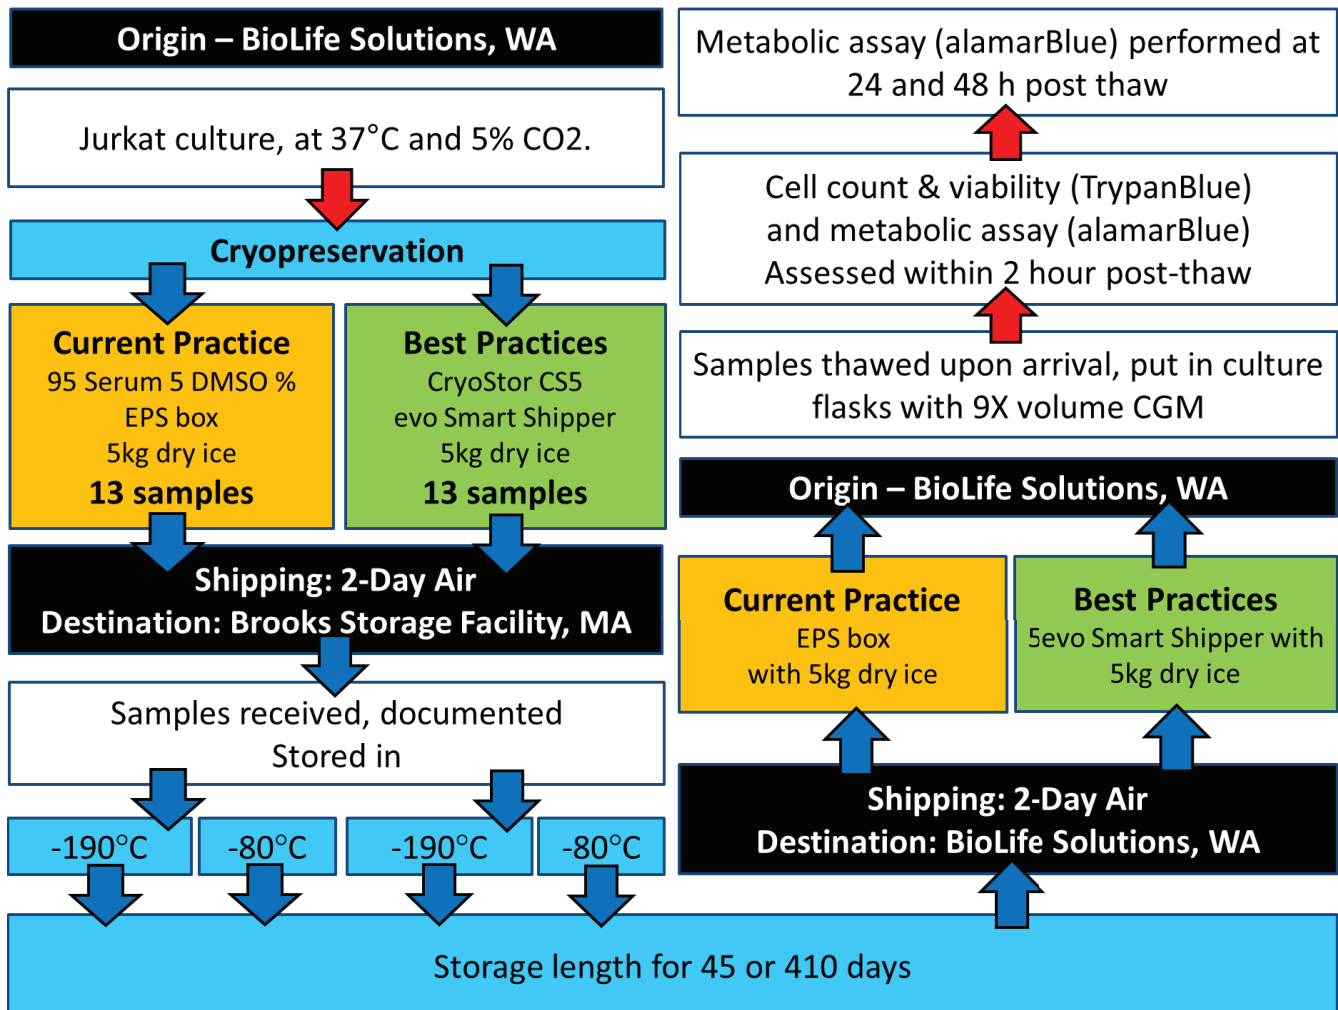 Origin – BioLife Solutions, WA
Jurkat culture, at 37°C and 5% CO2.
Cryopreservation
Current Practice
95 Serum 5 DMSO %
EPS box
5kg dry ice
13 samples
Best Practices
CryoStor CS5
evo Smart Shipper
5kg dry ice
13 samples
Shipping: 2-Day Air
Destination: Brooks Storage Facility, MA
Samples received, documented
Stored in
-190°C
-80°C
-190°C
-80°C
Storage length for 45 or 410 days
Shipping: 2-Day Air
Destination: BioLife Solutions, WA
Current Practice
EPS box
with 5kg dry ice
Best Practices
5evo Smart Shipper with
5kg dry ice
Origin – BioLife Solutions, WA
Samples thawed upon arrival, put in culture
flasks with 9X volume CGM
Cell count & viability (TrypanBlue)
and metabolic assay (alamarBlue)
Assessed within 2 hour post-thaw
Metabolic assay (alamarBlue) performed at
24 and 48 h post thaw